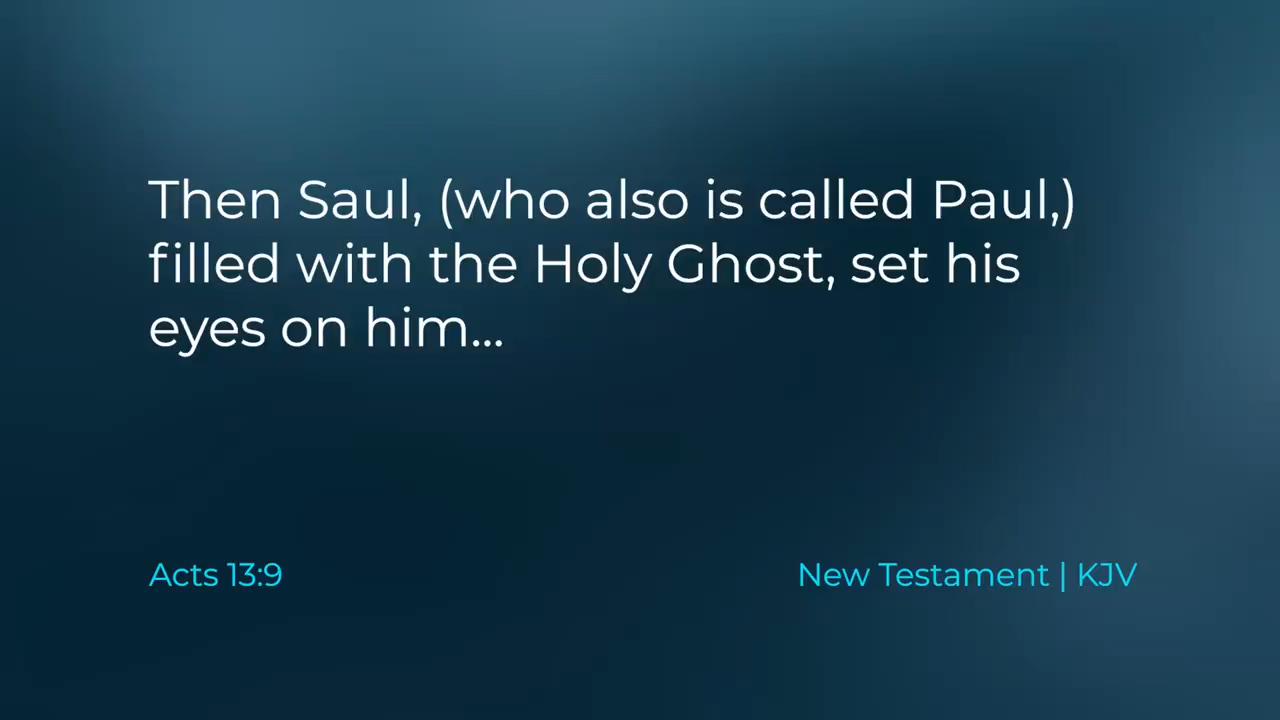 Then Saul, (who also is called Paul,)
filled with the Holy Ghost, set his
eyes on him...
Acts 13:9
New Testament | KJV